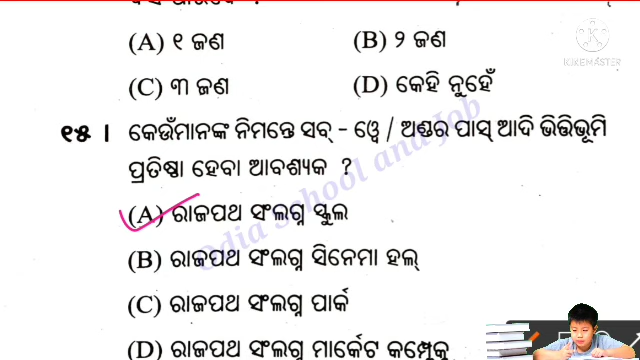 (A) ୧ ଜଣ
(B) ୨ ଜଣ
(C) ୩ ଜଣ
(D) କେହି ନୁହେଁ
୧୫ । କେଉଁମାନଙ୍କ ନିମନ୍ତେ ସବ୍ - ଓ୍ବେ / ଅଣ୍ଡର ପାସ୍ ଆଦି ଭିତ୍ତିଭୂମି
ପ୍ରତିଷ୍ଠା ହେବା ଆବଶ୍ୟକ ?
(A) ରାଜପଥ ସଂଲଗ୍ନ ସ୍କୁଲ
(B) ରାଜପଥ ସଂଲଗ୍ନ ସିନେମା ହଲ୍
(C) ରାଜପଥ ସଂଲଗ୍ନ ପାର୍କ
(D) ରାଜପଥ ସଂଲଗ୍ନ ମାର୍କେଟ କମ୍ପ୍ଲେକ୍ସ
Odia School and Job
KINEMASTER